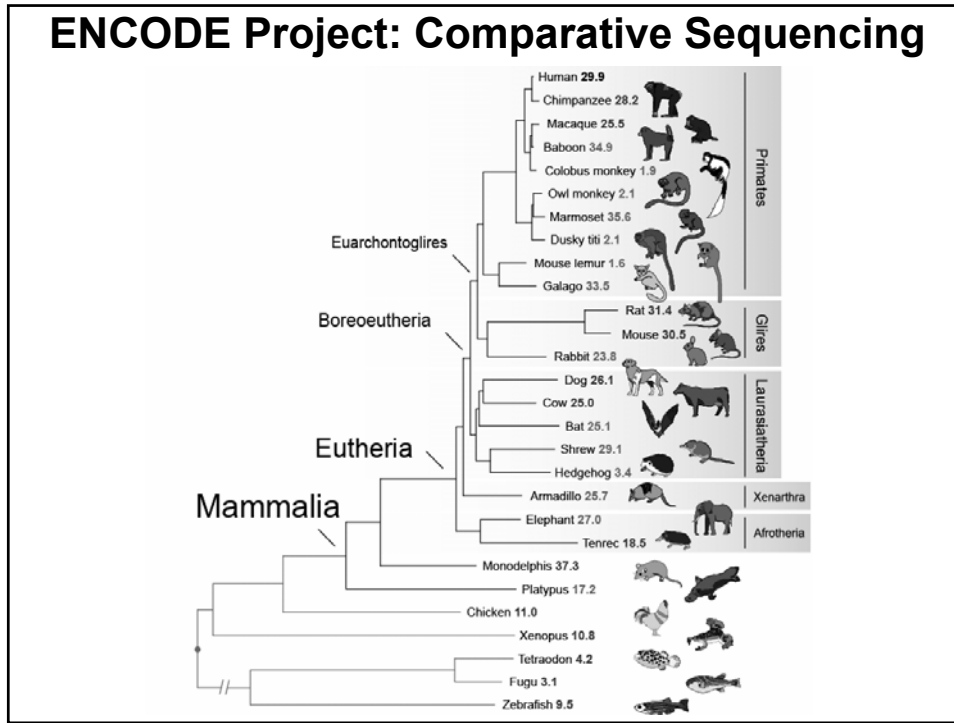 ENCODE Project: Comparative Sequencing
Human 29.9
Chimpanzee 28.2
Macaque 25.5
Baboon 34.9
Colobus monkey 1.9
Owl monkey 2.1
Marmoset 35.6
Dusky titi 2.1
Mouse lemur 1.6
Galago 33.5
Primates
Euarchontoglires
Rat 31.4
Mouse 30.5
Rabbit 23.8
Glires
Boreoeutheria
Dog 26.1
Cow 25.0
Bat 25.1
Shrew 29.1
Hedgehog 3.4
Laurasiatheria
Eutheria
Armadillo 25.7
Xenarthra
Elephant 27.0
Tenrec 18.5
Afrotheria
Mammalia
Monodelphis 37.3
Platypus 17.2
Chicken 11.0
Xenopus 10.8
Tetraodon 4.2
Fugu 3.1
Zebrafish 9.5